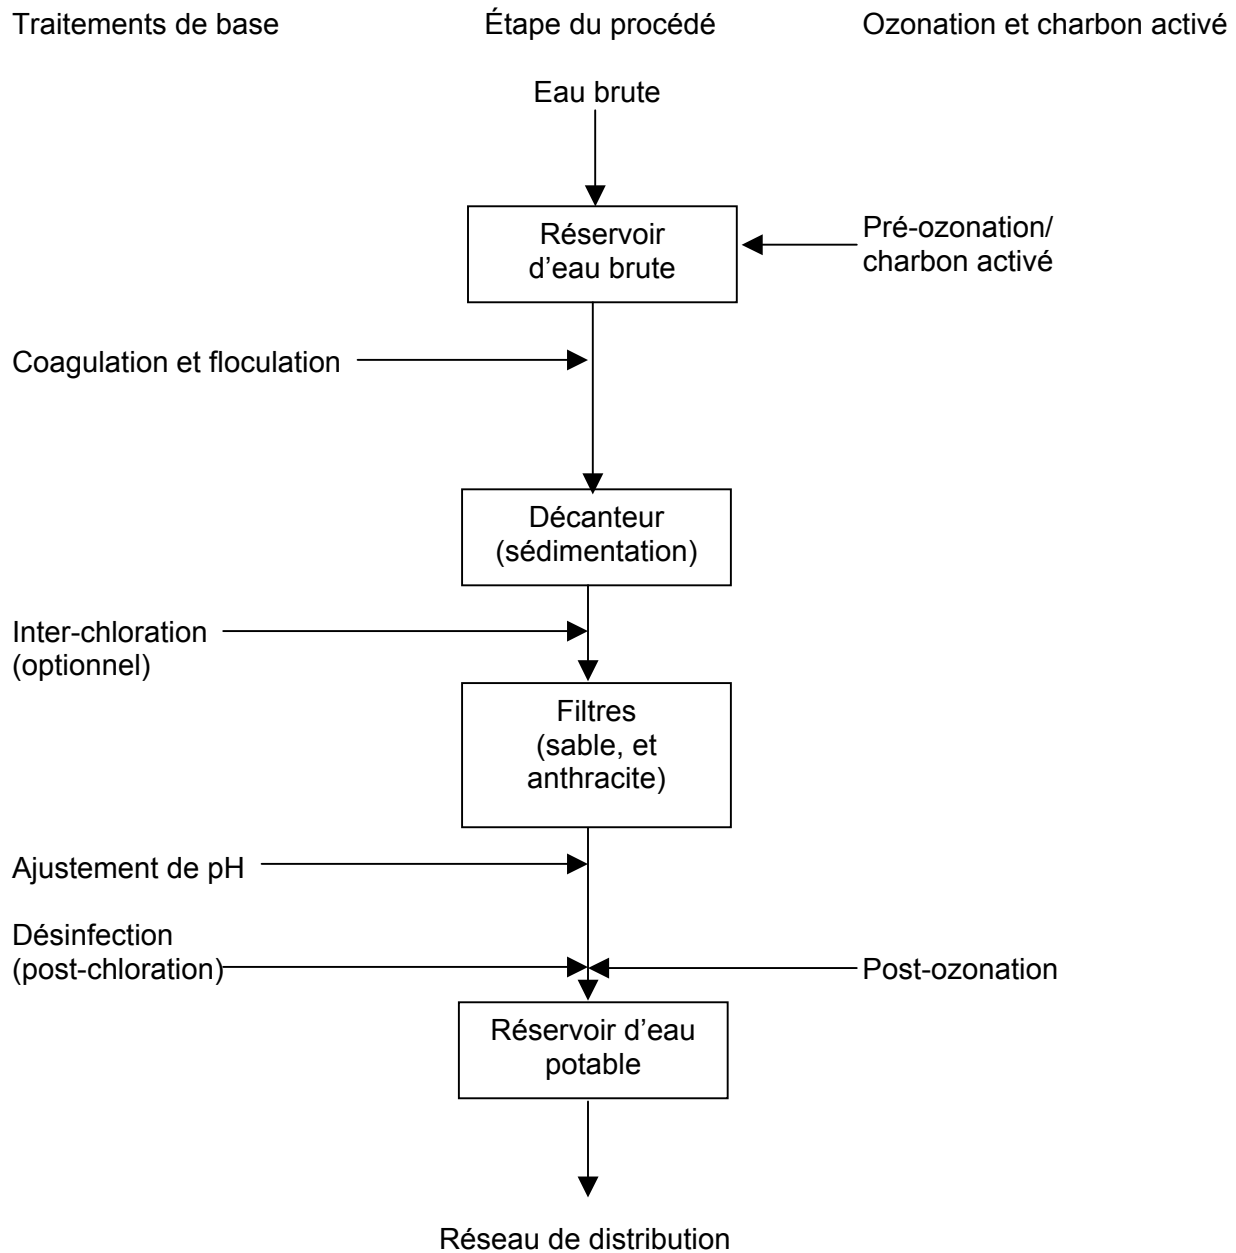 Traitements de base
Étape du procédé
Ozonation et charbon activé
Eau brute
Réservoir
d’eau brute
Pré-ozonation/
charbon activé
Coagulation et floculation
Décanteur
(sédimentation)
Inter-chloration
(optionnel)
Filtres
(sable, et
anthracite)
Ajustement de pH
Désinfection
(post-chloration)
Post-ozonation
Réservoir d’eau
potable
Réseau de distribution